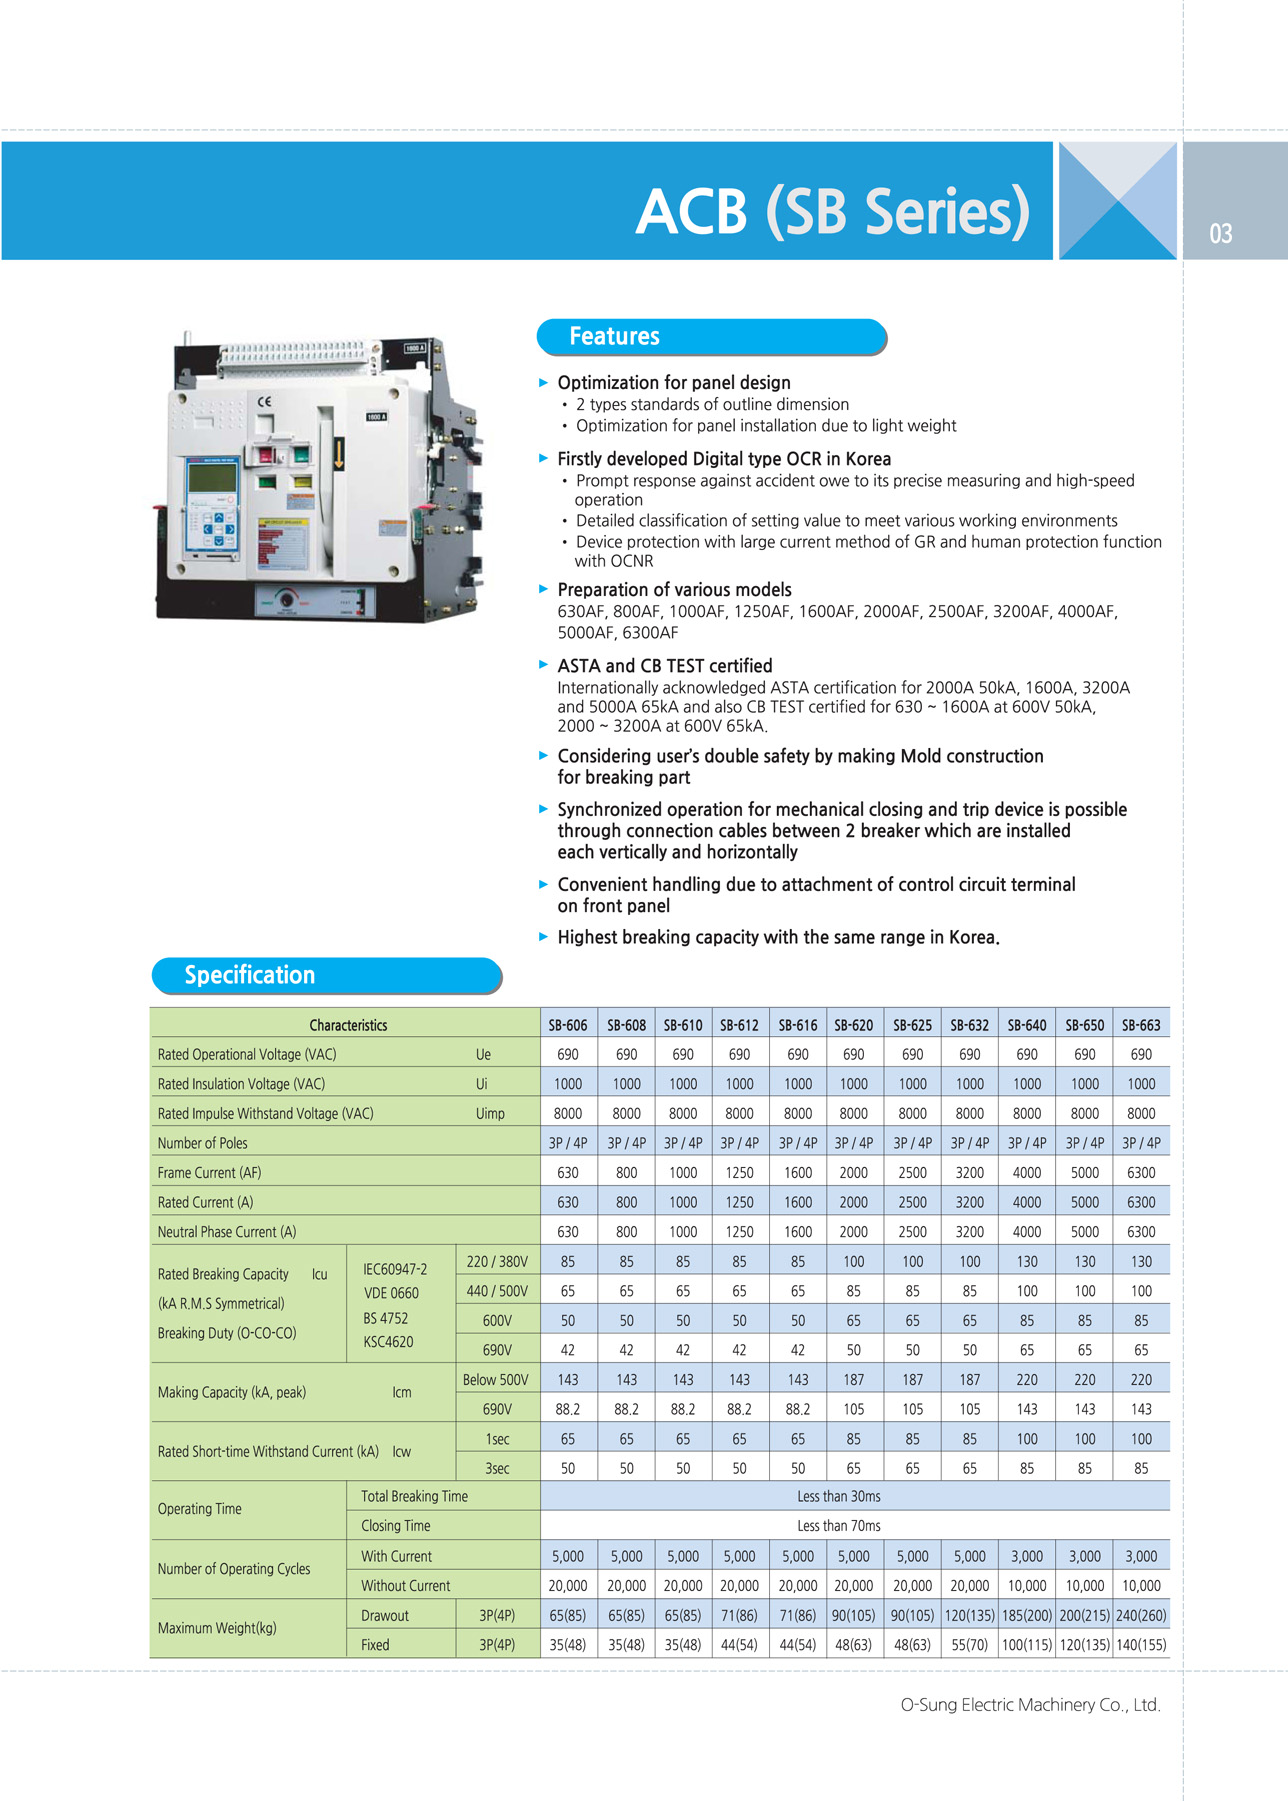 ACB (SB Series)
03
1600 A
CE
1600 A
Features
▶ Optimization for panel design
• 2 types standards of outline dimension
• Optimization for panel installation due to light weight
▶ Firstly developed Digital type OCR in Korea
• Prompt response against accident owe to its precise measuring and high-speed
operation
• Detailed classification of setting value to meet various working environments
• Device protection with large current method of GR and human protection function
with OCNR
▶ Preparation of various models
630AF, 800AF, 1000AF, 1250AF, 1600AF, 2000AF, 2500AF, 3200AF, 4000AF,
5000AF, 6300AF
▶ ASTA and CB TEST certified
Internationally acknowledged ASTA certification for 2000A 50kA, 1600A, 3200A
and 5000A 65kA and also CB TEST certified for 630 ~ 1600A at 600V 50kA,
2000 ~ 3200A at 600V 65kA.
▶ Considering user's double safety by making Mold construction
for breaking part
▶ Synchronized operation for mechanical closing and trip device is possible
through connection cables between 2 breaker which are installed
each vertically and horizontally
▶ Convenient handling due to attachment of control circuit terminal
on front panel
▶ Highest breaking capacity with the same range in Korea.
Specification
Characteristics SB-606 SB-608 SB-610 SB-612 SB-616 SB-620 SB-625 SB-632 SB-640 SB-650 SB-663
Rated Operational Voltage (VAC) Ue 690 690 690 690 690 690 690 690 690 690 690
Rated Insulation Voltage (VAC) Ui 1000 1000 1000 1000 1000 1000 1000 1000 1000 1000 1000
Rated Impulse Withstand Voltage (VAC) Uimp 8000 8000 8000 8000 8000 8000 8000 8000 8000 8000 8000
Number of Poles 3P / 4P 3P / 4P 3P / 4P 3P / 4P 3P / 4P 3P / 4P 3P / 4P 3P / 4P 3P / 4P 3P / 4P 3P / 4P
Frame Current (AF) 630 800 1000 1250 1600 2000 2500 3200 4000 5000 6300
Rated Current (A) 630 800 1000 1250 1600 2000 2500 3200 4000 5000 6300
Neutral Phase Current (A) 630 800 1000 1250 1600 2000 2500 3200 4000 5000 6300
Rated Breaking Capacity Icu
(kA R.M.S Symmetrical)
Breaking Duty (O-CO-CO)
IEC60947-2
VDE 0660
BS 4752
KSC4620
220 / 380V 85 85 85 85 85 100 100 100 130 130 130
440 / 500V 65 65 65 65 65 85 85 85 100 100 100
600V 50 50 50 50 50 65 65 65 85 85 85
690V 42 42 42 42 42 50 50 50 65 65 65
Making Capacity (kA, peak) Icm
Below 500V 143 143 143 143 143 187 187 187 220 220 220
690V 88.2 88.2 88.2 88.2 88.2 105 105 105 143 143 143
Rated Short-time Withstand Current (kA) Icw
1sec 65 65 65 65 65 85 85 85 100 100 100
3sec 50 50 50 50 50 65 65 65 85 85 85
Operating Time
Total Breaking Time Less than 30ms
Closing Time Less than 70ms
Number of Operating Cycles
With Current 5,000 5,000 5,000 5,000 5,000 5,000 5,000 5,000 3,000 3,000 3,000
Without Current 20,000 20,000 20,000 20,000 20,000 20,000 20,000 20,000 10,000 10,000 10,000
Maximum Weight(kg)
Drawout 3P(4P) 65(85) 65(85) 65(85) 71(86) 71(86) 90(105) 90(105) 120(135) 185(200) 200(215) 240(260)
Fixed 3P(4P) 35(48) 35(48) 35(48) 44(54) 44(54) 48(63) 48(63) 55(70) 100(115) 120(135) 140(155)
O-Sung Electric Machinery Co., Ltd.